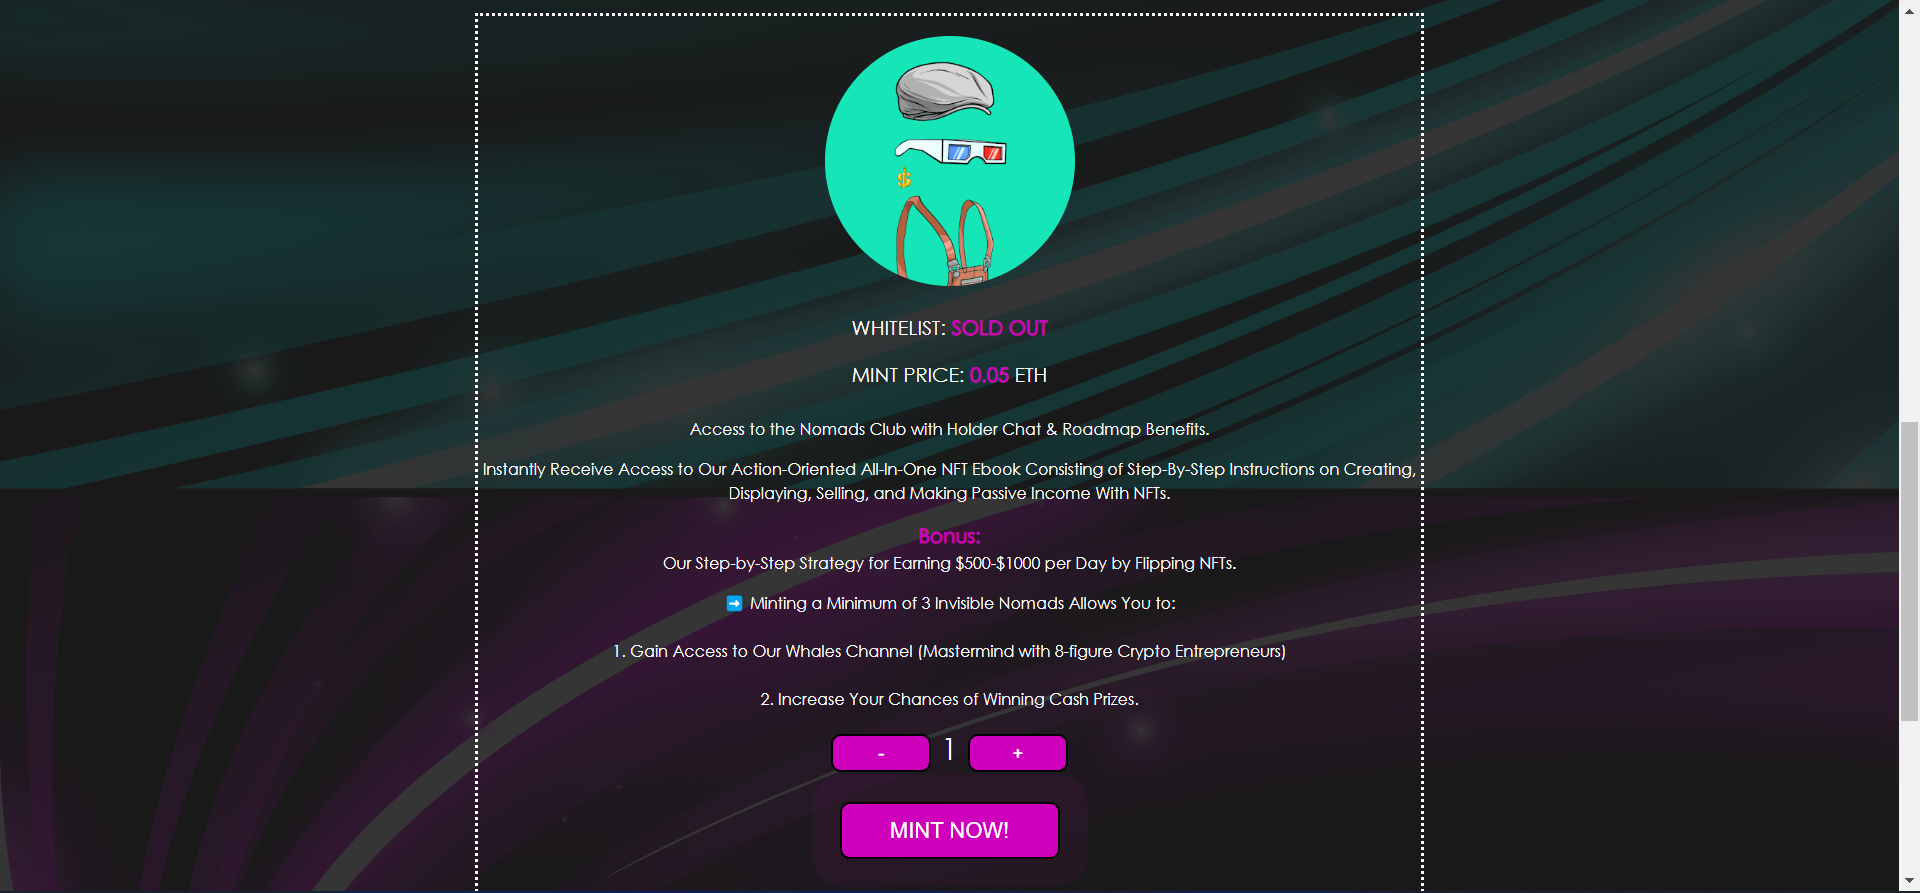 WHITELIST: SOLD OUT
MINT PRICE: 0.05 ETH
Access to the Nomads Club with Holder Chat & Roadmap Benefits.
Instantly Receive Access to Our Action-Oriented All-In-One NFT Ebook Consisting of Step-By-Step Instructions on Creating,
Displaying, Selling, and Making Passive Income With NFTs.
Bonus:
Our Step-by-Step Strategy for Earning $500-$1000 per Day by Flipping NFTs.
➡️ Minting a Minimum of 3 Invisible Nomads Allows You to:
1. Gain Access to Our Whales Channel (Mastermind with 8-figure Crypto Entrepreneurs)
2. Increase Your Chances of Winning Cash Prizes.
- 1 +
MINT NOW!